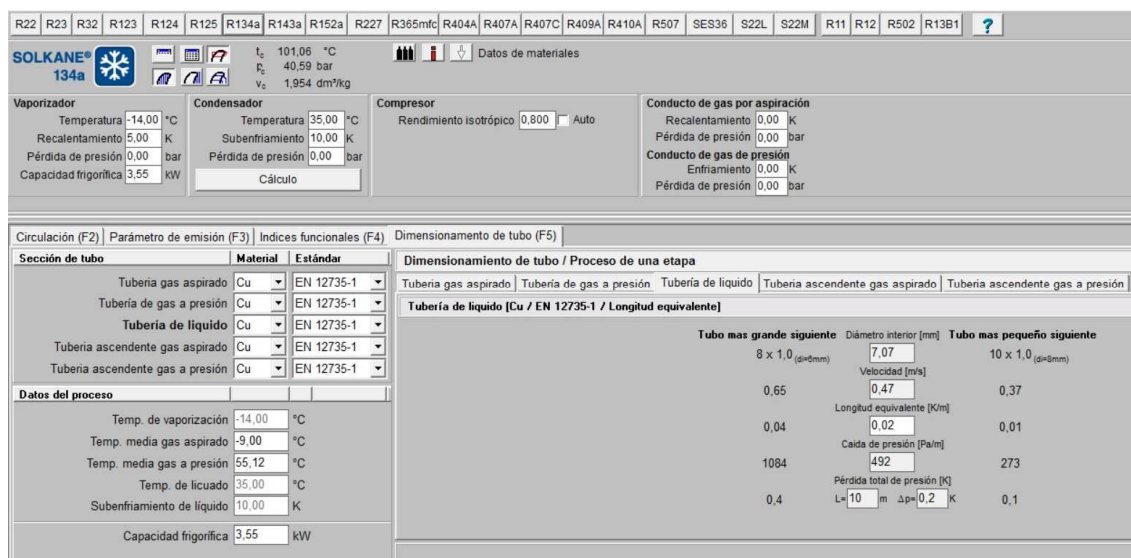 R22 R23 R32 R123 R124 R125 R134a R143a R152a R227 R365mfc R404A R407A R407C R409A R410A R507 SES36 S22L S22M R11 R12 R502 R13B1 ?
SOLKANE® 134a
tc 101,06 °C
pc 40,59 bar
vc 1,954 dm³/kg
Datos de materiales
Vaporizador
Temperatura -14,00 °C
Recalentamiento 5,00 K
Pérdida de presión 0,00 bar
Capacidad frigorífica 3,55 kW
Condensador
Temperatura 35,00 °C
Subenfriamiento 10,00 K
Pérdida de presión 0,00 bar
Cálculo
Compresor
Rendimiento isotrópico 0,800 Auto
Conducto de gas por aspiración
Recalentamiento 0,00 K
Pérdida de presión 0,00 bar
Conducto de gas de presión
Enfriamiento 0,00 K
Pérdida de presión 0,00 bar
Circulación (F2) Parámetro de emisión (F3) Indices funcionales (F4) Dimensionamento de tubo (F5)
Sección de tubo Material Estándar
Tuberia gas aspirado Cu EN 12735-1
Tubería de gas a presión Cu EN 12735-1
Tubería de liquido Cu EN 12735-1
Tuberia ascendente gas aspirado Cu EN 12735-1
Tuberia ascendente gas a presión Cu EN 12735-1
Datos del proceso
Temp. de vaporización -14,00 °C
Temp. media gas aspirado -9,00 °C
Temp. media gas a presión 55,12 °C
Temp. de licuado 35,00 °C
Subenfriamiento de líquido 10,00 K
Capacidad frigorífica 3,55 kW
Dimensionamiento de tubo / Proceso de una etapa
Tuberia gas aspirado Tubería de gas a presión Tubería de liquido Tuberia ascendente gas aspirado Tuberia ascendente gas a presión
Tubería de liquido [Cu / EN 12735-1 / Longitud equivalente]
Tubo mas grande siguiente Diámetro interior [mm] Tubo mas pequeño siguiente
8 x 1,0 (di=6mm) 7,07 10 x 1,0 (di=8mm)
Velocidad [m/s]
0,65 0,47 0,37
Longitud equivalente [K/m]
0,04 0,02 0,01
Caida de presión [Pa/m]
1084 492 273
Pérdida total de presión [K]
0,4 L= 10 m Δp= 0,2 K 0,1